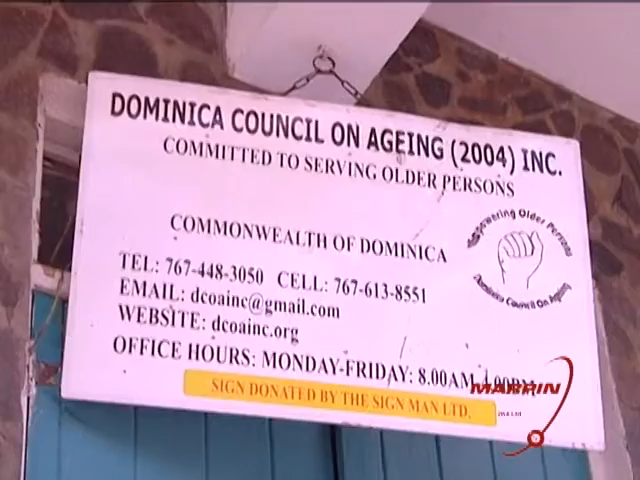 DOMINICA COUNCIL ON AGEING (2004) INC.
COMMITTED TO SERVING OLDER PERSONS
COMMONWEALTH OF DOMINICA
Empowering Older Persons
Dominica Council On Ageing
TEL: 767-448-3050 CELL: 767-613-8551
EMAIL: dcoainc@gmail.com
WEBSITE: dcoainc.org
OFFICE HOURS: MONDAY-FRIDAY: 8.00AM
SIGN DONATED BY THE SIGN MAN LTD.
MARPIN